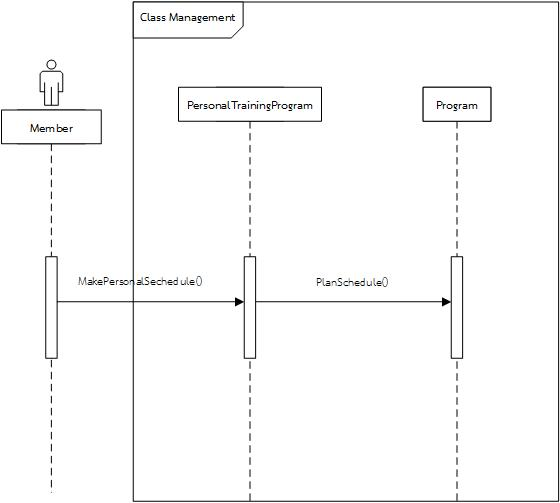 Class Management
Member
PersonalTrainingProgram
Program
MakePersonalSechedule()
PlanSchedule()